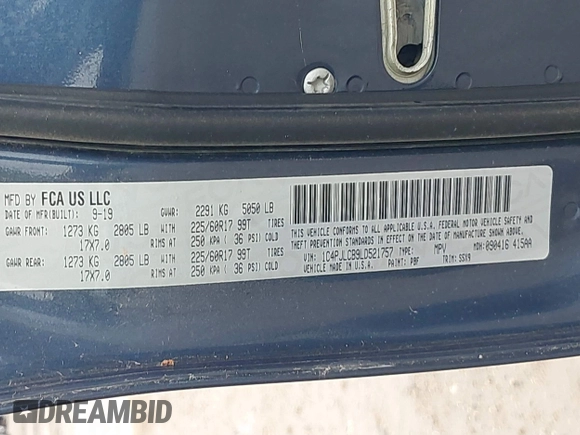 MFD BY FCA US LLC
DATE OF MFR(BUILT): 9-19
GVWR: 2291 KG 5050 LB
GAWR FRONT: 1273 KG 2805 LB WITH 225/60R17 99T TIRES
17X7.0 RIMS AT 250 KPA ( 36 PSI) COLD
GAWR REAR: 1273 KG 2805 LB WITH 225/60R17 99T TIRES
17X7.0 RIMS AT 250 KPA ( 36 PSI) COLD
THIS VEHICLE CONFORMS TO ALL APPLICABLE U.S.A. FEDERAL MOTOR VEHICLE SAFETY,
BUMPER, AND THEFT PREVENTION STANDARDS IN EFFECT ON THE DATE OF MANUFACTURE SHOWN ABOVE
VIN: 1C4PJLCB9LD521757 TYPE: MPV MDH: 090416 415AA
VEHICLE MADE IN U.S.A. PAINT: PBF TRIM: S5X9
DREAMBID